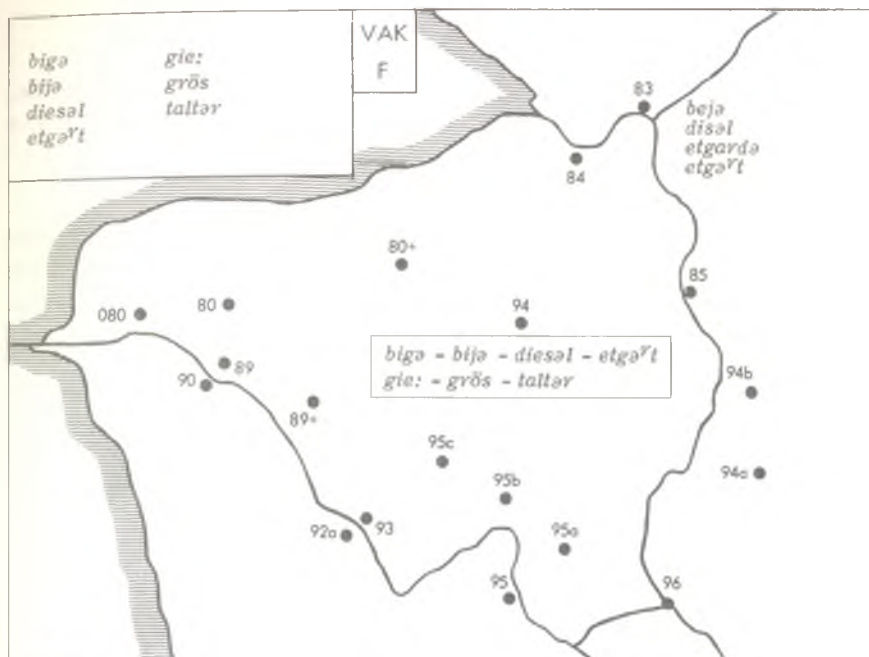 bigə gie:
bijə grös
diesəl taltər
etgəʳt
VAK
F
83
bejə
disəl
etgardə
etgəʳt
84
80+
85
080
80
94
bigə – bijə – diesəl – etgəʳt
gie: – grös – taltər
89
90
94b
89+
95c
94a
95b
93
92a
95a
95
96